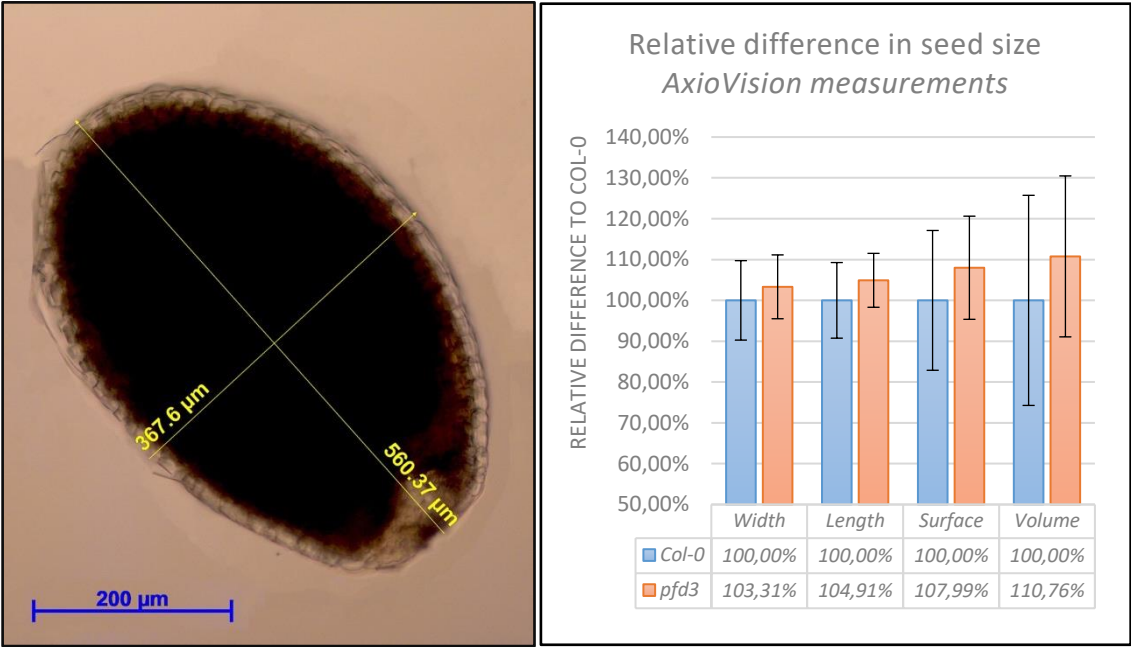 367.6 µm
560.37 µm
200 µm
Relative difference in seed size
AxioVision measurements
RELATIVE DIFFERENCE TO COL-0
140,00%
130,00%
120,00%
110,00%
100,00%
90,00%
80,00%
70,00%
60,00%
50,00%
Width Length Surface Volume
Col-0 100,00% 100,00% 100,00% 100,00%
pfd3 103,31% 104,91% 107,99% 110,76%